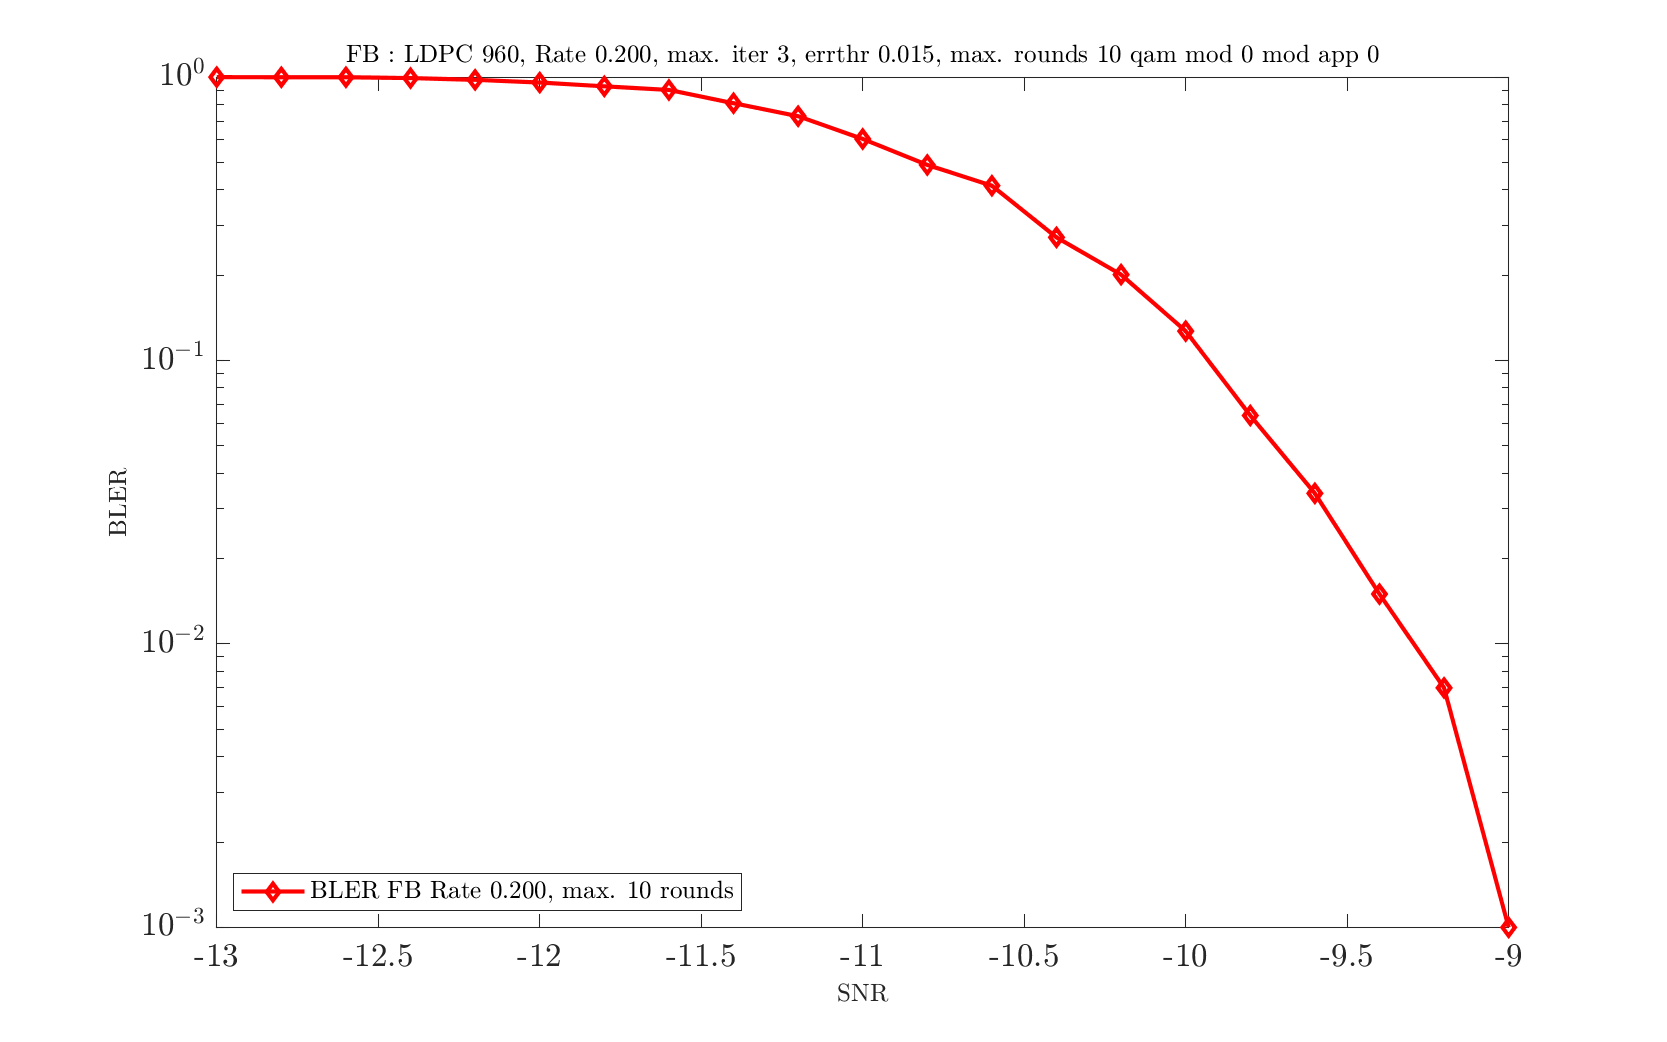 FB : LDPC 960, Rate 0.200, max. iter 3, errthr 0.015, max. rounds 10 qam mod 0 mod app 0
10^0
10^-1
10^-2
10^-3
BLER
BLER FB Rate 0.200, max. 10 rounds
-13 -12.5 -12 -11.5 -11 -10.5 -10 -9.5 -9
SNR